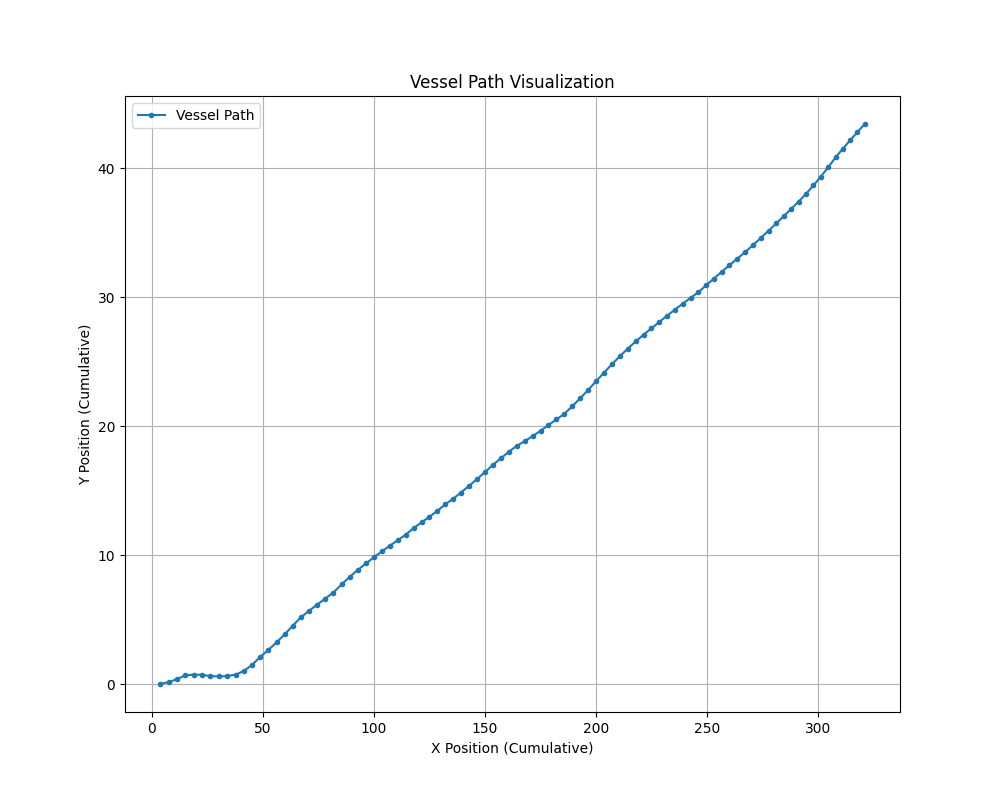 Vessel Path Visualization
Vessel Path
Y Position (Cumulative)
40
30
20
10
0
0 50 100 150 200 250 300
X Position (Cumulative)